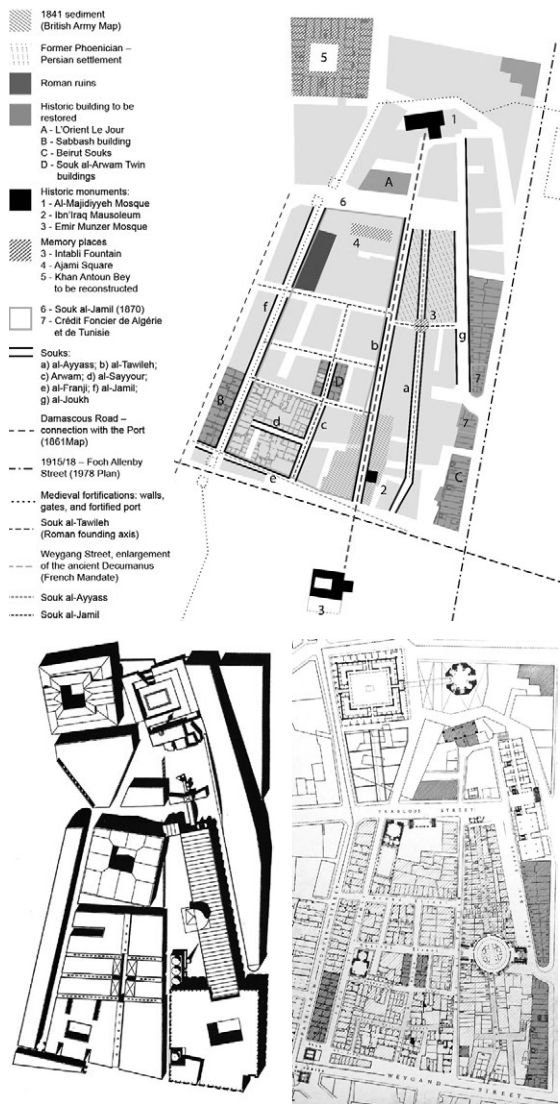 1841 sediment
(British Army Map)
Former Phoenician –
Persian settlement
Roman ruins
Historic building to be
restored
A - L'Orient Le Jour
B - Sabbash building
C - Beirut Souks
D - Souk al-Arwam Twin
buildings
Historic monuments:
1 - Al-Majidiyyeh Mosque
2 - Ibn'Iraq Mausoleum
3 - Emir Munzer Mosque
Memory places
3 - Intabli Fountain
4 - Ajami Square
5 - Khan Antoun Bey
to be reconstructed
6 - Souk al-Jamil (1870)
7 - Crédit Foncier de Algérie
et de Tunisie
Souks:
a) al-Ayyass; b) al-Tawileh;
c) Arwam; d) al-Sayyour;
e) al-Franji; f) al-Jamil;
g) al-Joukh
Damascous Road –
connection with the Port
(1861Map)
1915/18 – Foch Allenby
Street (1978 Plan)
Medieval fortifications: walls,
gates, and fortified port
Souk al-Tawileh
(Roman founding axis)
Weygang Street, enlargement
of the ancient Decumanus
(French Mandate)
Souk al-Ayyass
Souk al-Jamil
5
1
A
6
4
f
3
b
g
a
D
7
B
c
d
7
C
e
2
3
STREET
WEYGAND STREET